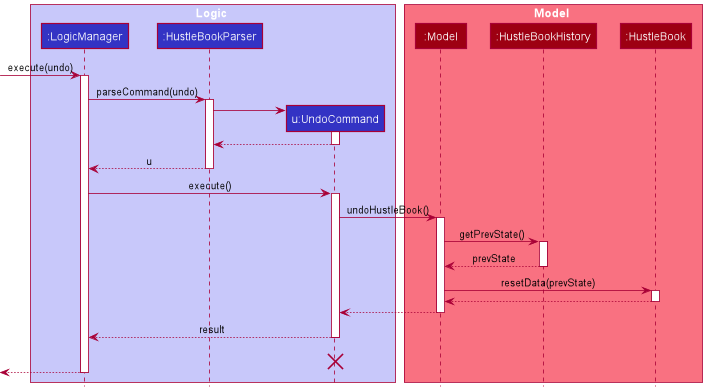 Logic
Model
:LogicManager
:HustleBookParser
:Model
:HustleBookHistory
:HustleBook
execute(undo)
parseCommand(undo)
u:UndoCommand
u
execute()
undoHustleBook()
getPrevState()
prevState
resetData(prevState)
result